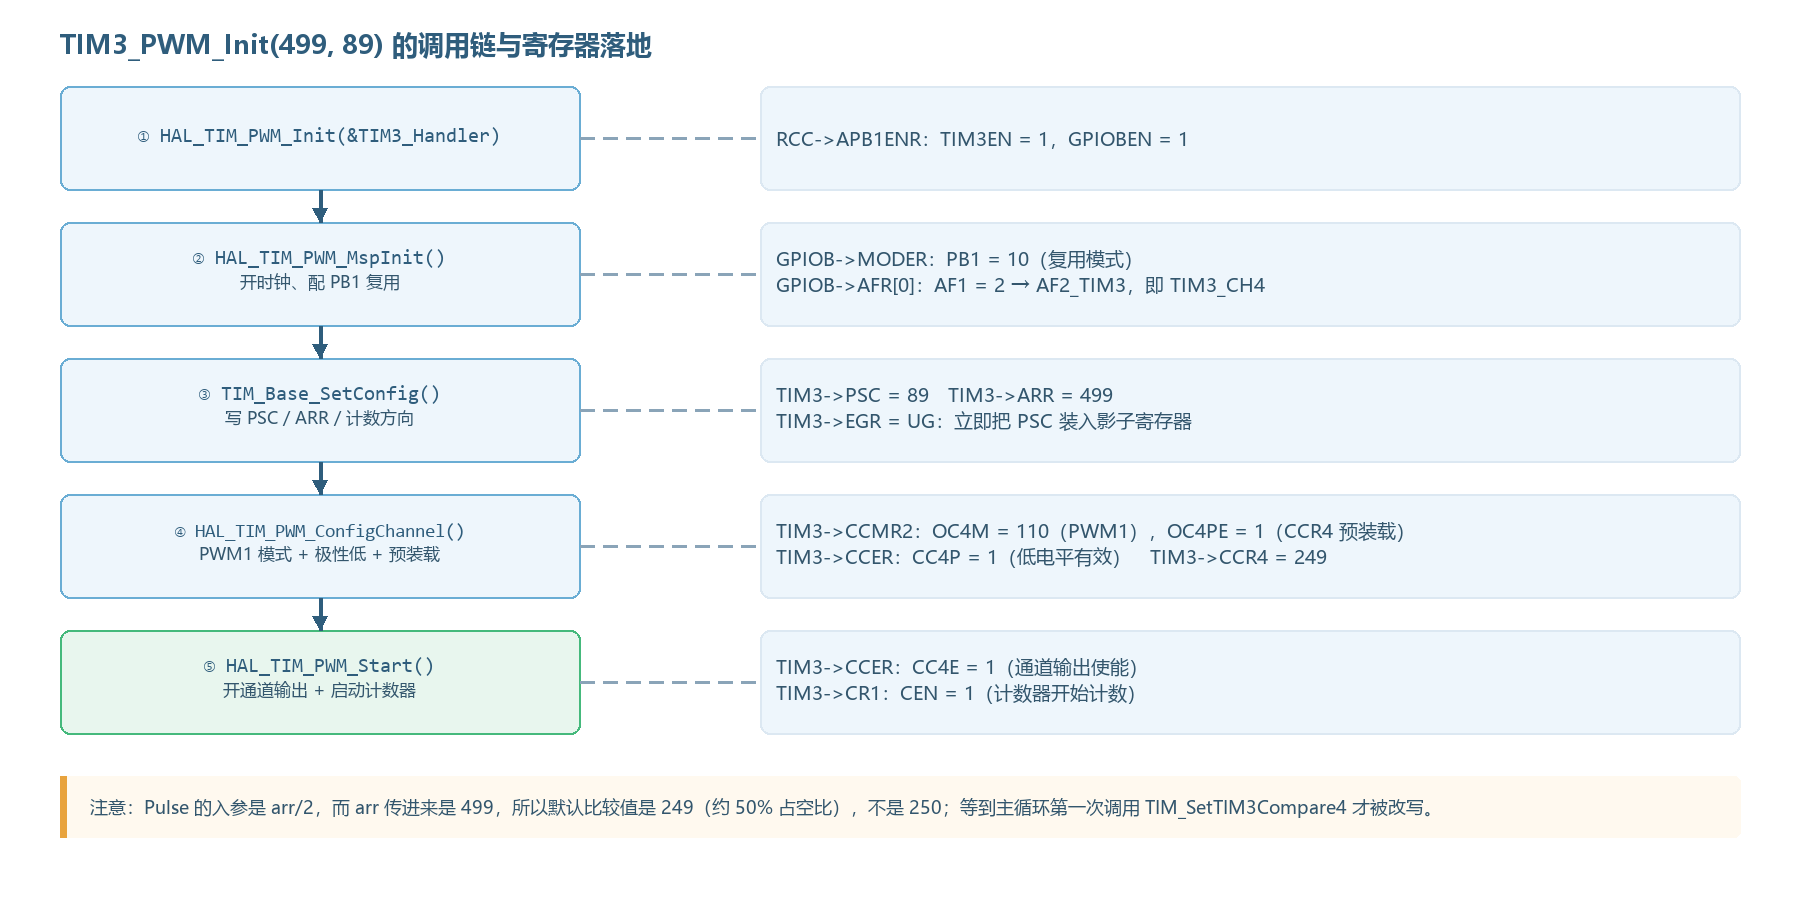 TIM3_PWM_Init(499, 89) 的调用链与寄存器落地
① HAL_TIM_PWM_Init(&TIM3_Handler)
RCC->APB1ENR：TIM3EN = 1，GPIOBEN = 1
② HAL_TIM_PWM_MspInit()
开时钟、配 PB1 复用
GPIOB->MODER：PB1 = 10（复用模式）
GPIOB->AFR[0]：AF1 = 2 → AF2_TIM3，即 TIM3_CH4
③ TIM_Base_SetConfig()
写 PSC / ARR / 计数方向
TIM3->PSC = 89　TIM3->ARR = 499
TIM3->EGR = UG：立即把 PSC 装入影子寄存器
④ HAL_TIM_PWM_ConfigChannel()
PWM1 模式 + 极性低 + 预装载
TIM3->CCMR2：OC4M = 110（PWM1），OC4PE = 1（CCR4 预装载）
TIM3->CCER：CC4P = 1（低电平有效）　TIM3->CCR4 = 249
⑤ HAL_TIM_PWM_Start()
开通道输出 + 启动计数器
TIM3->CCER：CC4E = 1（通道输出使能）
TIM3->CR1：CEN = 1（计数器开始计数）
注意：Pulse 的入参是 arr/2，而 arr 传进来是 499，所以默认比较值是 249（约 50% 占空比），不是 250；等到主循环第一次调用 TIM_SetTIM3Compare4 才被改写。